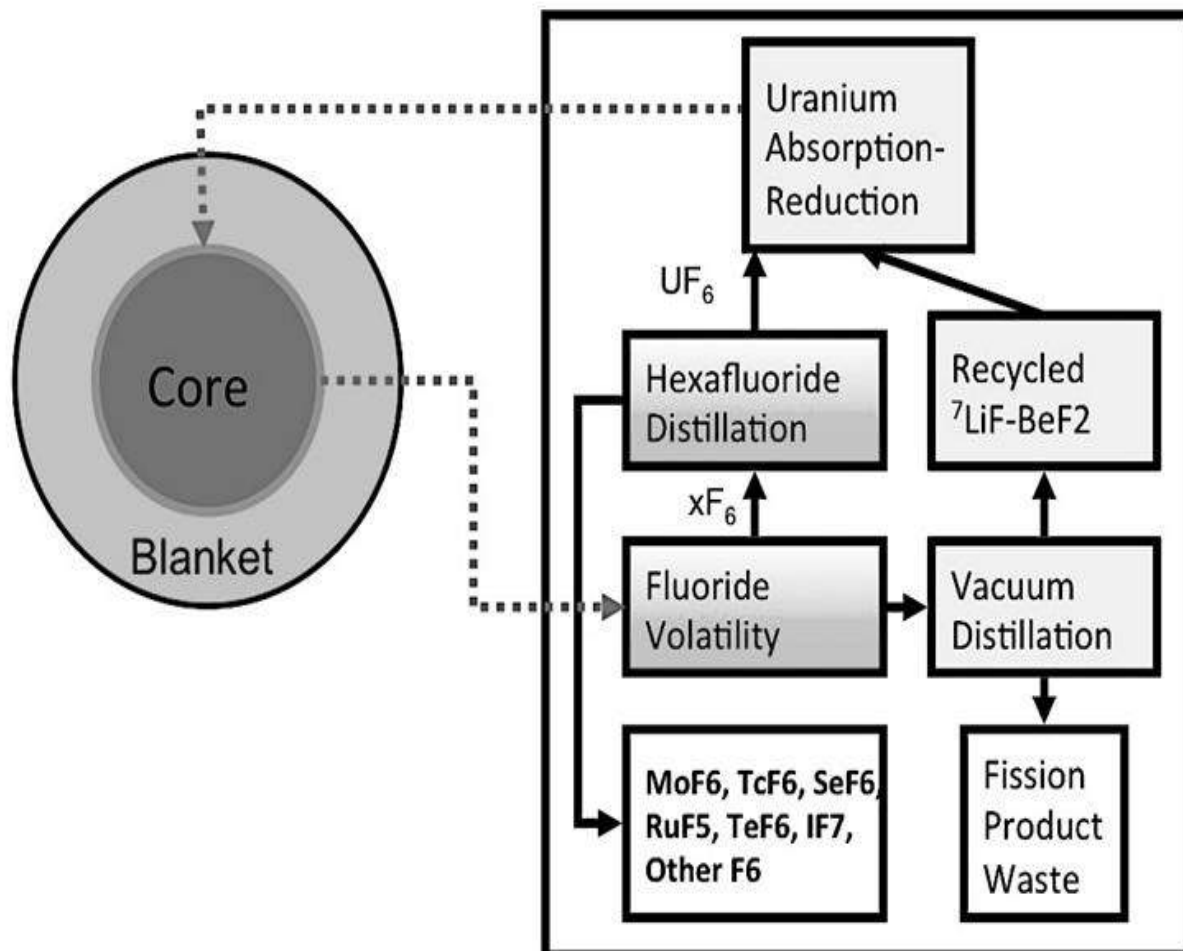 Uranium
Absorption-
Reduction
UF₆
Core
Hexafluoride
Distillation
Recycled
⁷LiF-BeF2
xF₆
Blanket
Fluoride
Volatility
Vacuum
Distillation
MoF6, TcF6, SeF6,
RuF5, TeF6, IF7,
Other F6
Fission
Product
Waste